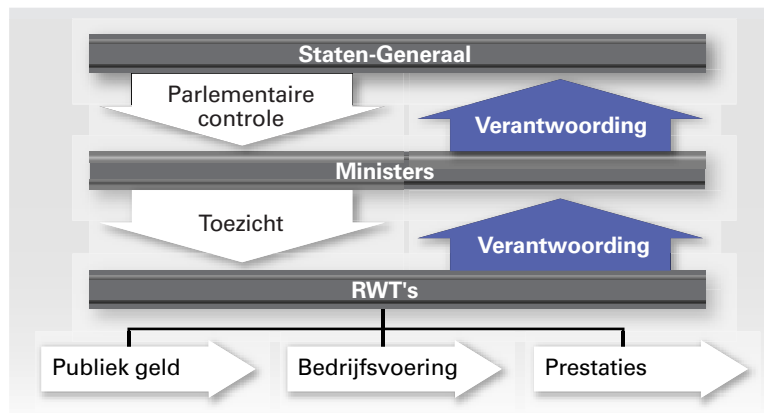 Staten-Generaal
Parlementaire
controle
Verantwoording
Ministers
Toezicht
Verantwoording
RWT's
Publiek geld
Bedrijfsvoering
Prestaties